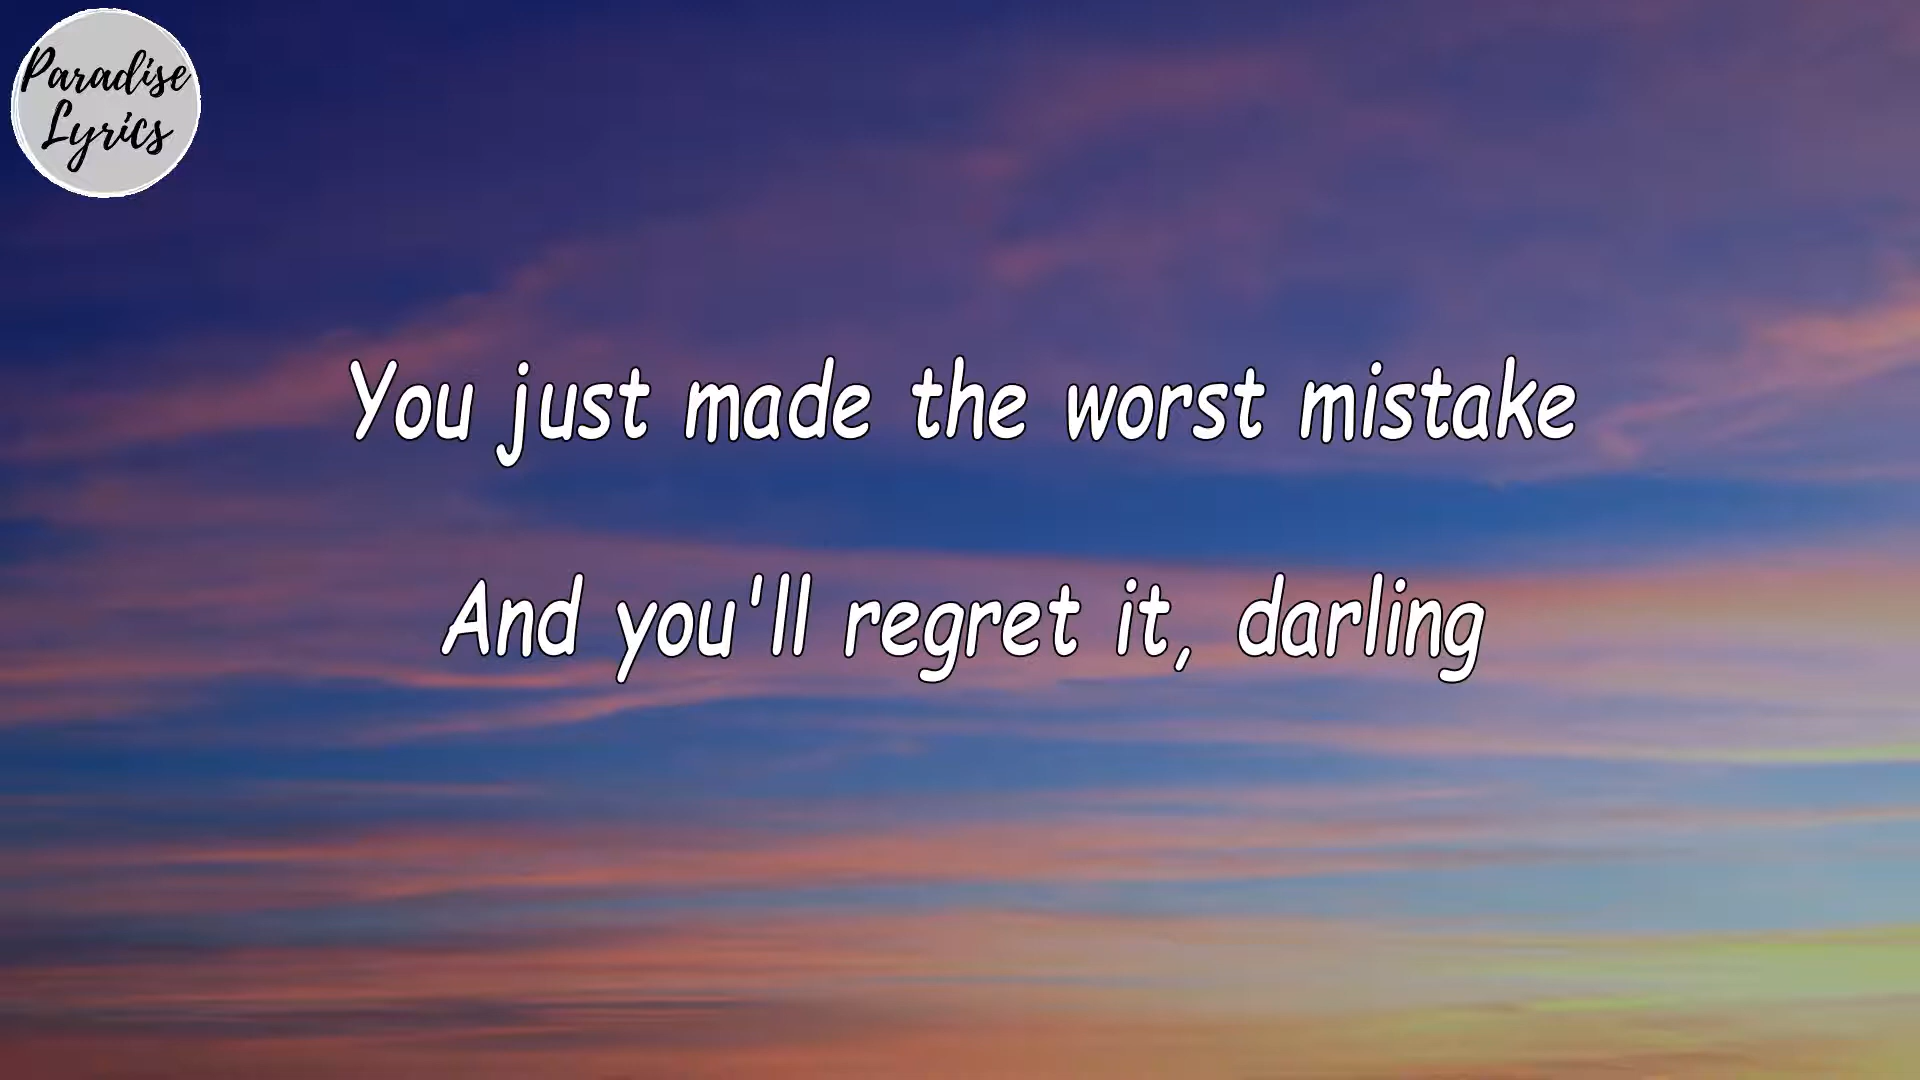 Paradise
Lyrics
You just made the worst mistake
And you'll regret it, darling